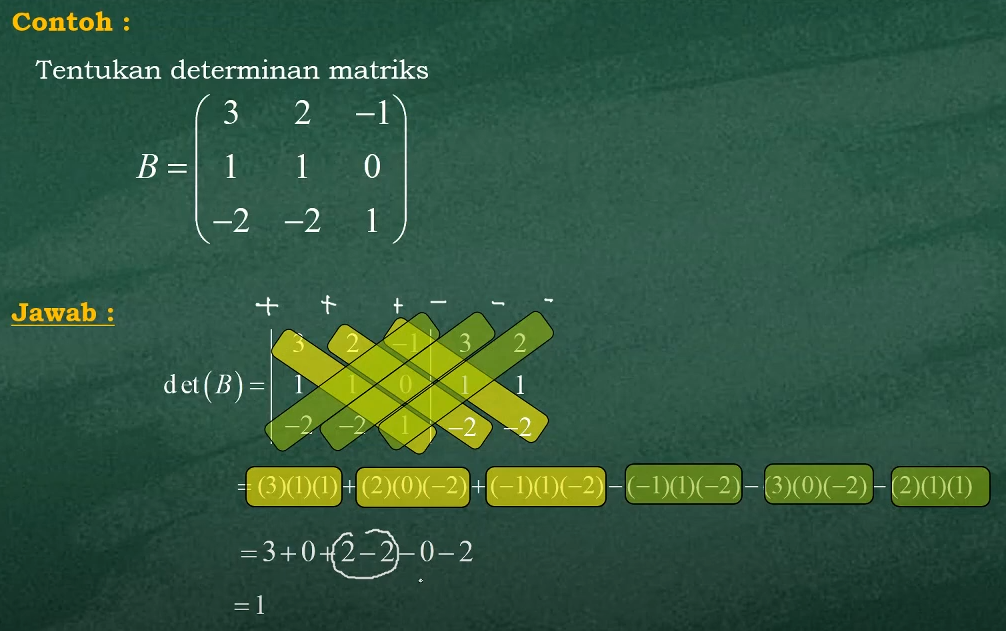 Contoh :
Tentukan determinan matriks
3 2 −1
B = 1 1 0
−2 −2 1
Jawab :
+ + + − − -
3 2 −1 3 2
det(B) = 1 1 0 1 1
−2 −2 1 −2 −2
= (3)(1)(1) + (2)(0)(−2) + (−1)(1)(−2) − (−1)(1)(−2) − (3)(0)(−2) − (2)(1)(1)
= 3 + 0 + 2 − 2 − 0 − 2
= 1